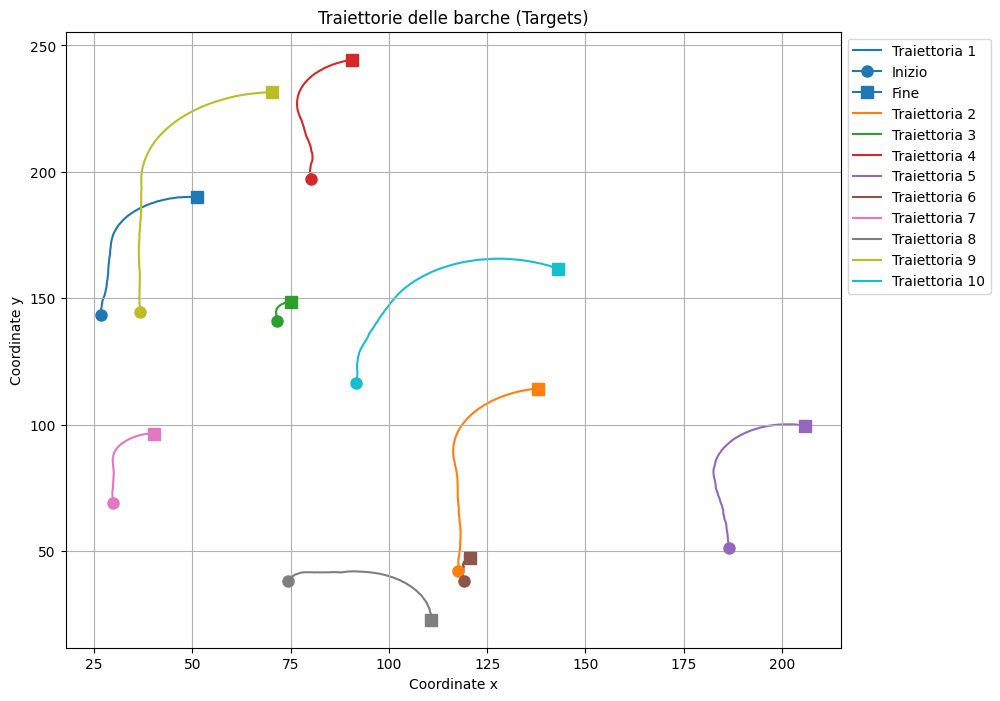 Traiettorie delle barche (Targets)
Coordinate y
250
200
150
100
50
25
50
75
100
125
150
175
200
Coordinate x
Traiettoria 1
Inizio
Fine
Traiettoria 2
Traiettoria 3
Traiettoria 4
Traiettoria 5
Traiettoria 6
Traiettoria 7
Traiettoria 8
Traiettoria 9
Traiettoria 10